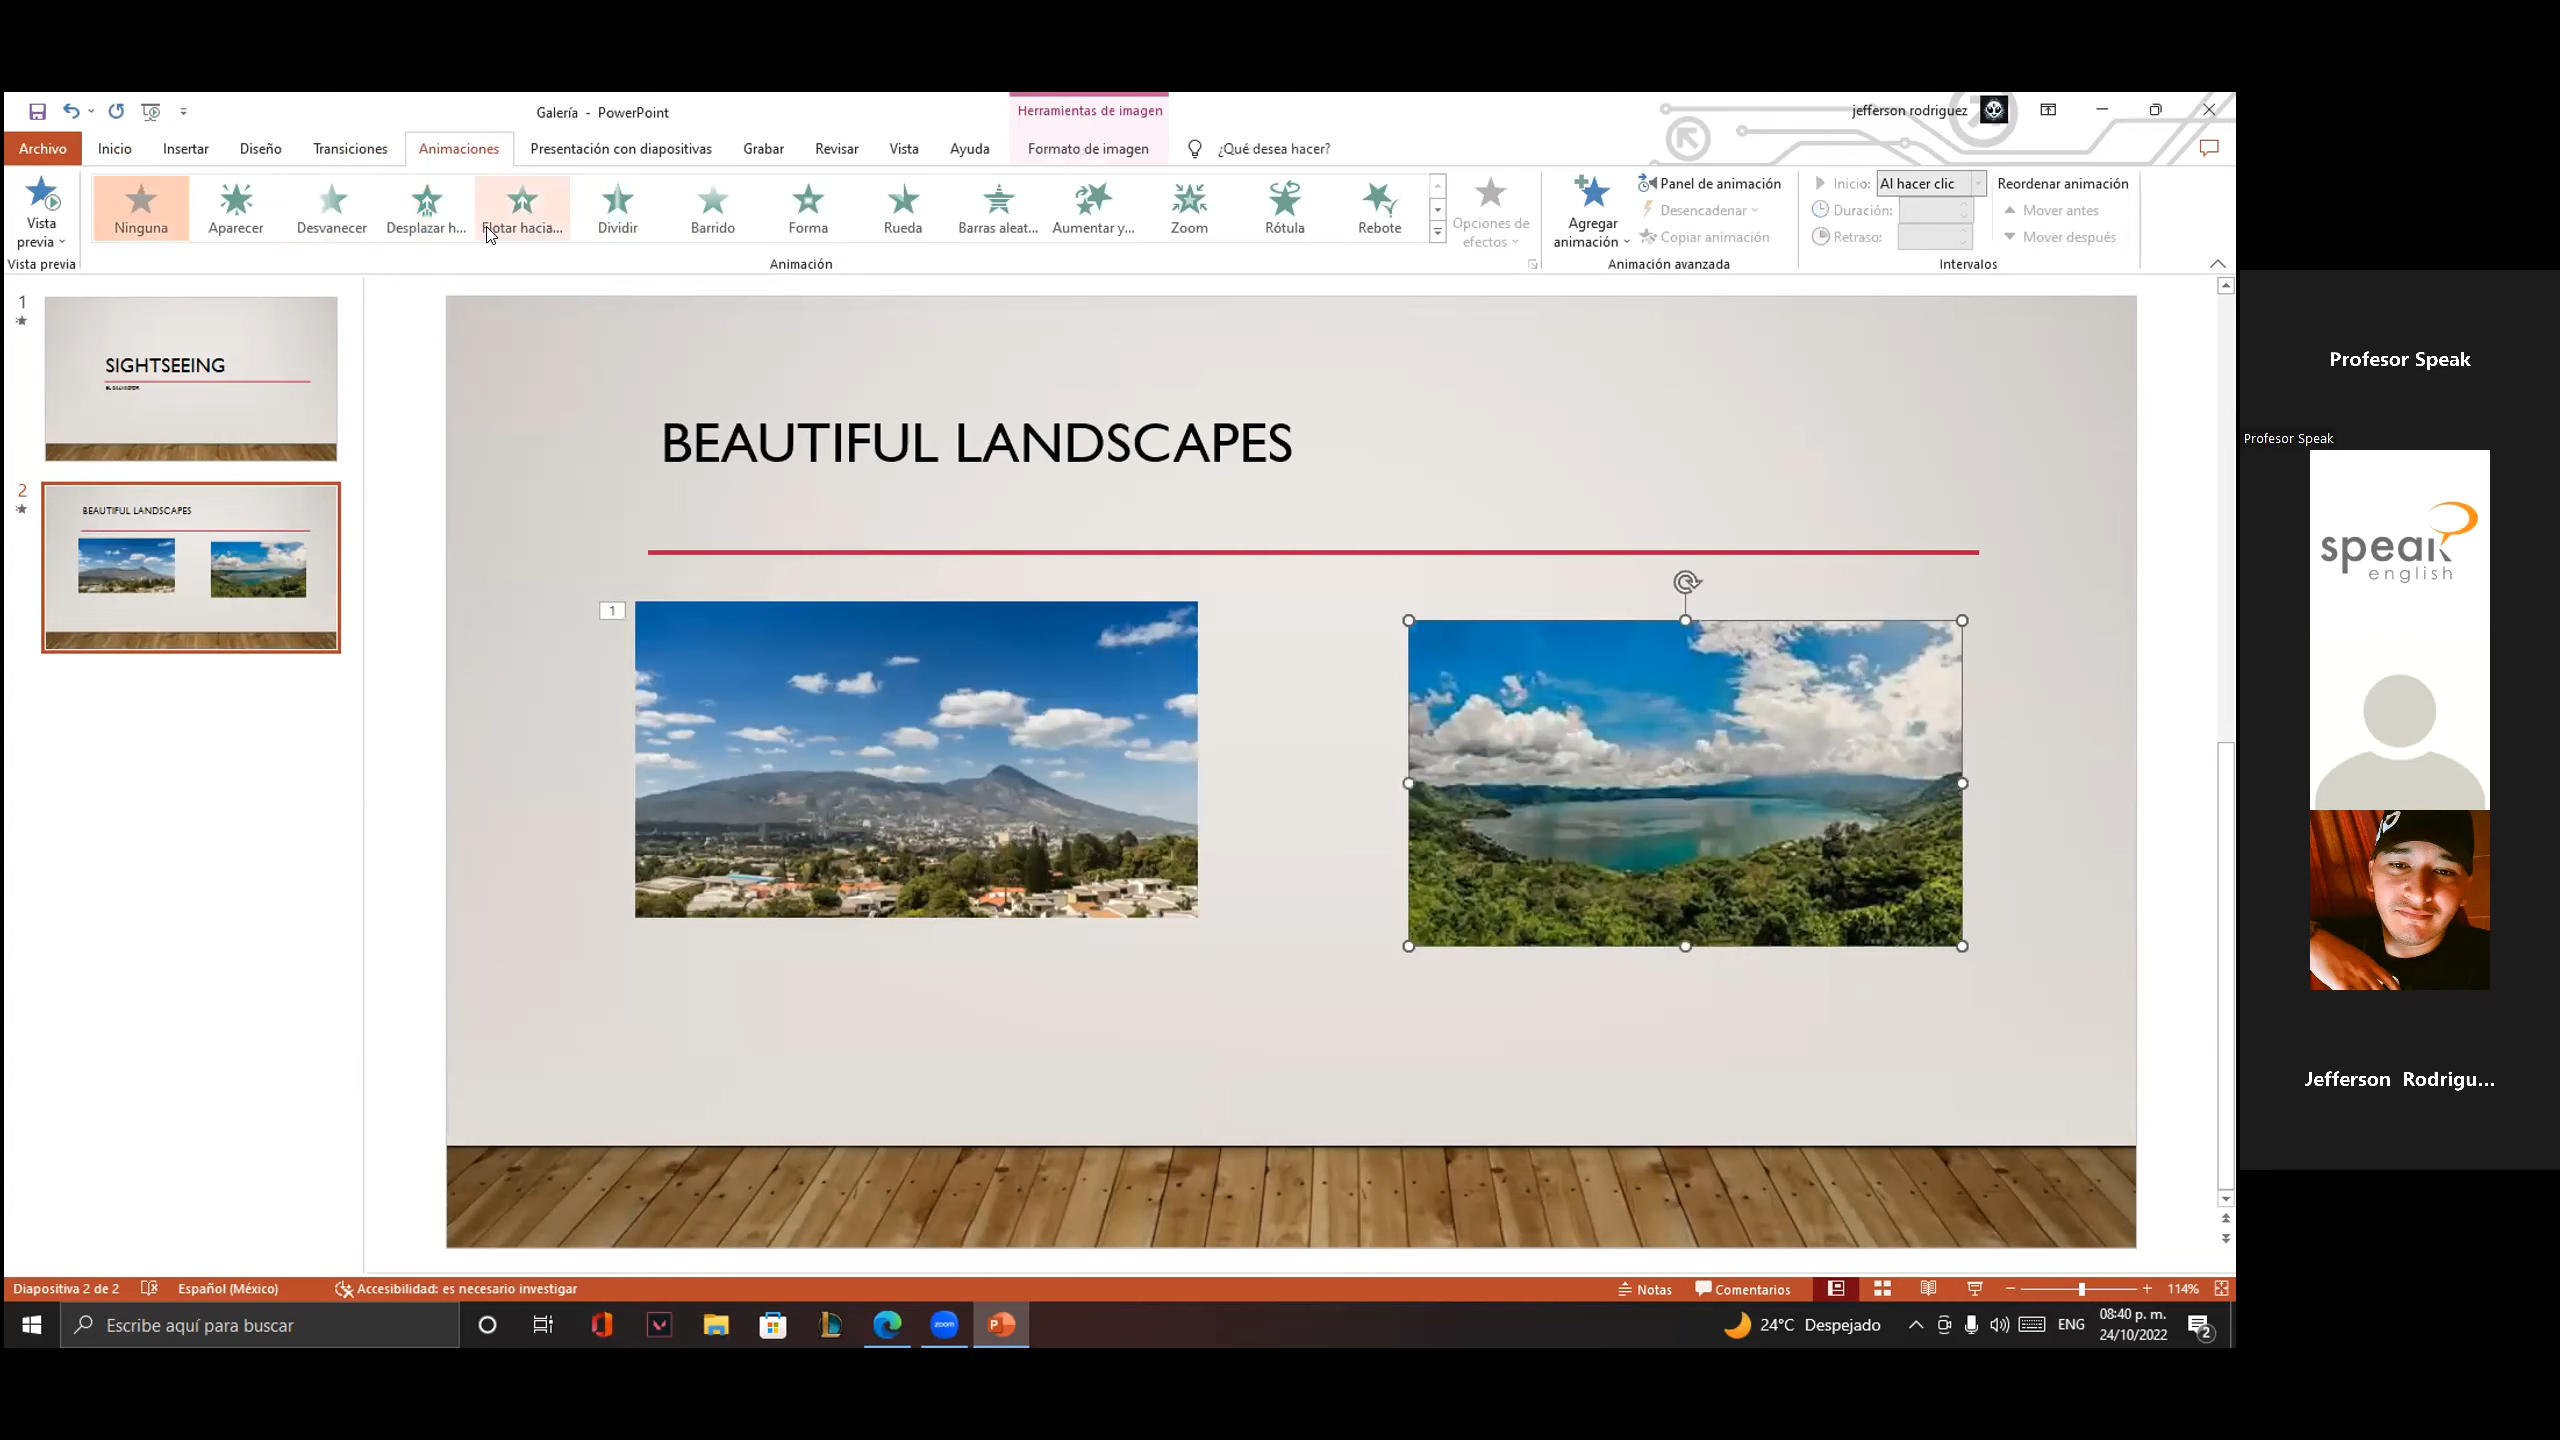 Galería - PowerPoint
Herramientas de imagen
jefferson rodriguez
Archivo
Inicio
Insertar
Diseño
Transiciones
Animaciones
Presentación con diapositivas
Grabar
Revisar
Vista
Ayuda
Formato de imagen
¿Qué desea hacer?
Vista
previa
Ninguna
Aparecer
Desvanecer
Desplazar h...
Flotar hacia...
Dividir
Barrido
Forma
Rueda
Barras aleat...
Aumentar y...
Zoom
Rótula
Rebote
Opciones de
efectos
Agregar
animación
Panel de animación
Desencadenar
Copiar animación
Inicio: Al hacer clic
Duración:
Retraso:
Reordenar animación
Mover antes
Mover después
Vista previa
Animación
Animación avanzada
Intervalos
1
SIGHTSEEING
EL SALVADOR
2
BEAUTIFUL LANDSCAPES
BEAUTIFUL LANDSCAPES
1
Profesor Speak
Profesor Speak
speak
english
Jefferson Rodrigu...
Diapositiva 2 de 2
Español (México)
Accesibilidad: es necesario investigar
Notas
Comentarios
114%
Escribe aquí para buscar
zoom
24°C Despejado
ENG
08:40 p. m.
24/10/2022
2